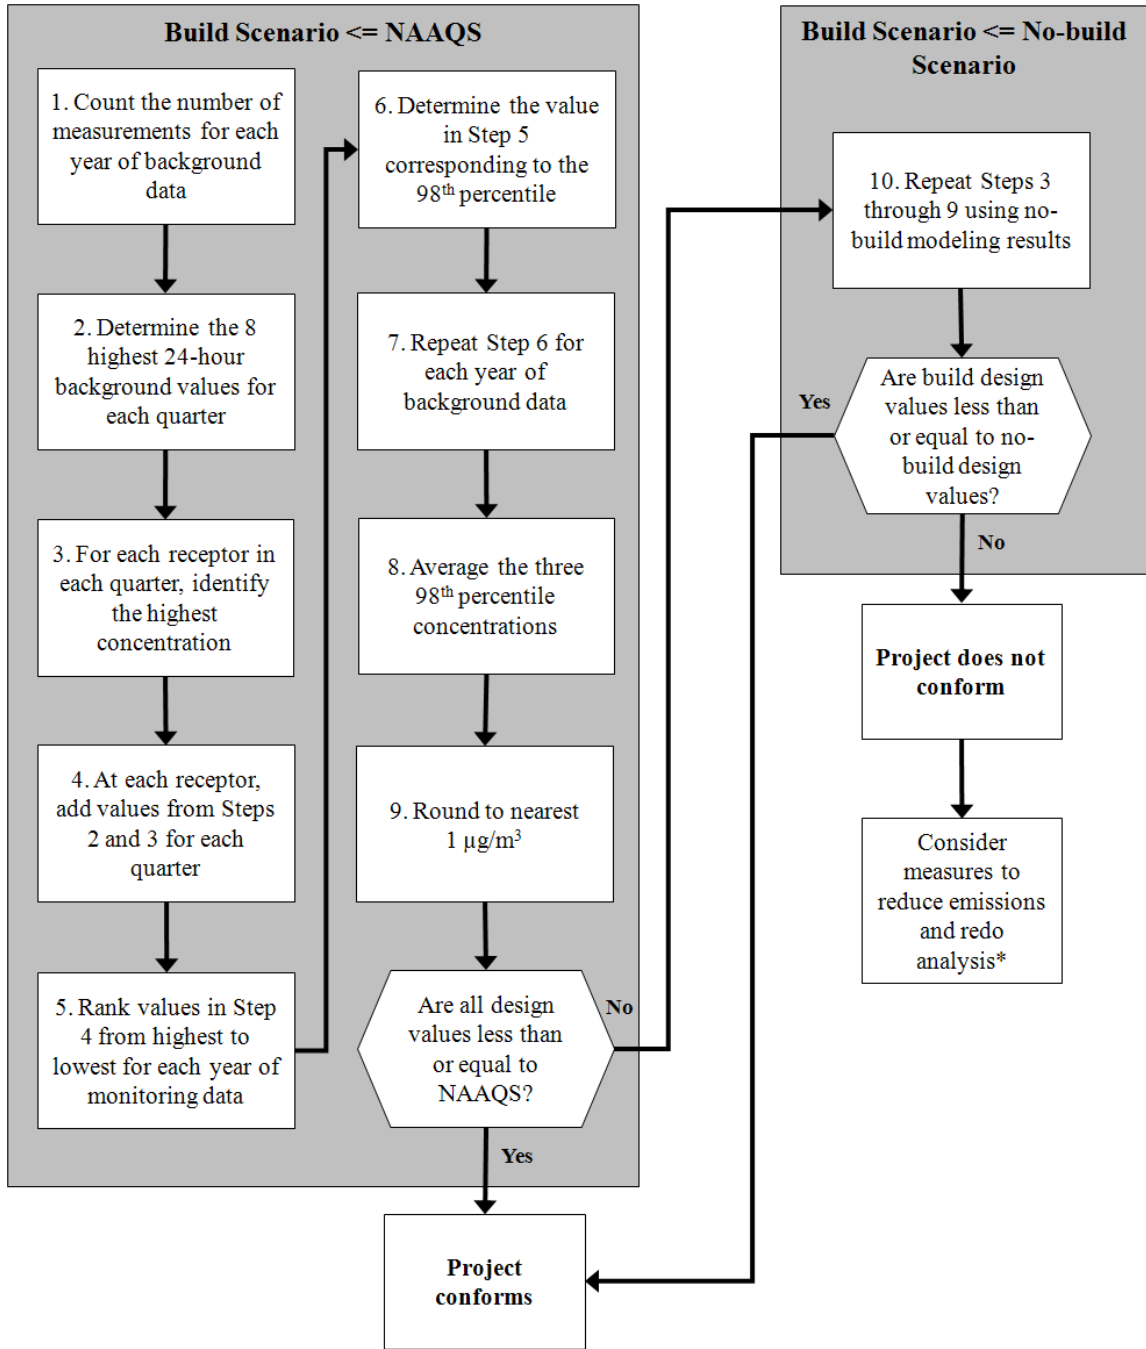 Build Scenario <= NAAQS
1. Count the number of
measurements for each
year of background
data
2. Determine the 8
highest 24-hour
background values for
each quarter
3. For each receptor in
each quarter, identify
the highest
concentration
4. At each receptor,
add values from Steps
2 and 3 for each
quarter
5. Rank values in Step
4 from highest to
lowest for each year of
monitoring data
6. Determine the value
in Step 5
corresponding to the
98th percentile
7. Repeat Step 6 for
each year of
background data
8. Average the three
98th percentile
concentrations
9. Round to nearest
1 µg/m3
Are all design
values less than
or equal to
NAAQS?
No
Yes
Project
conforms
Build Scenario <= No-build
Scenario
10. Repeat Steps 3
through 9 using no-
build modeling results
Are build design
values less than
or equal to no-
build design
values?
Yes
No
Project does not
conform
Consider
measures to
reduce emissions
and redo
analysis*